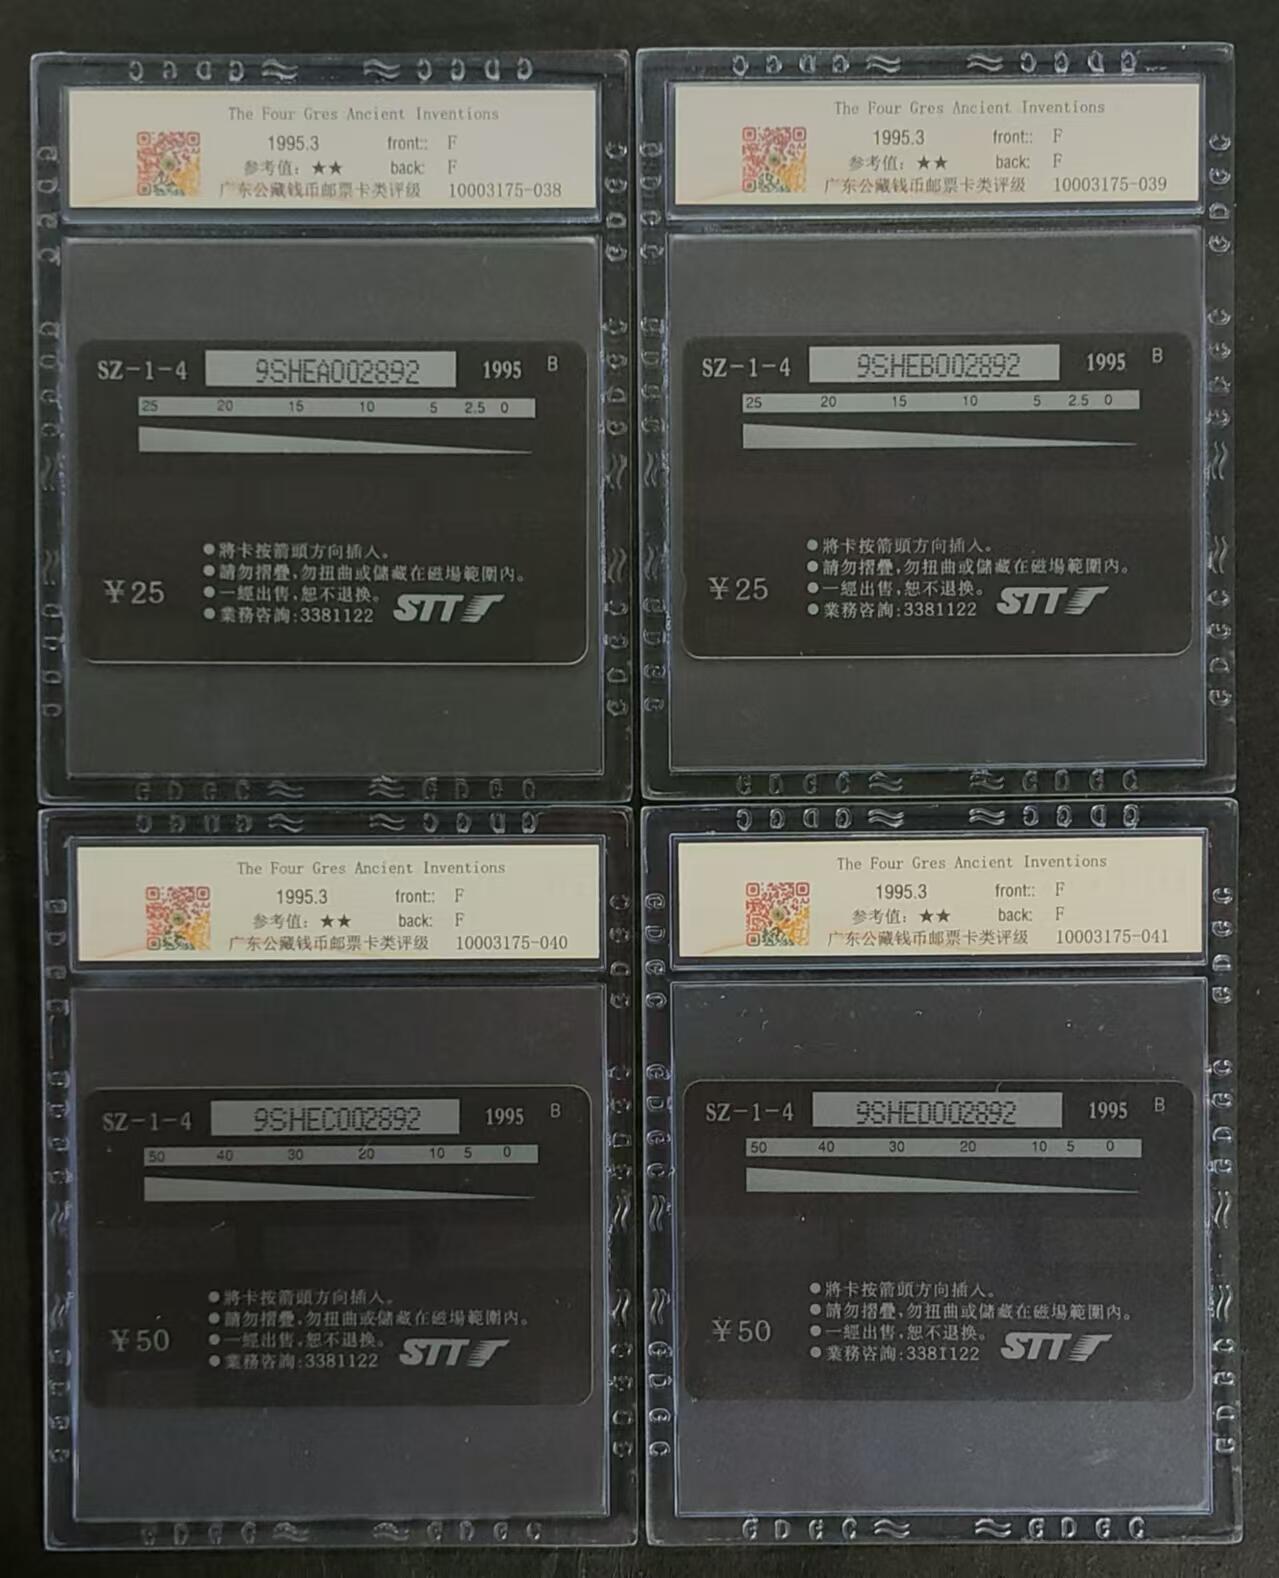 The Four Gres Ancient Inventions
1995.3 front:: F
参考值：★★ back: F
广东公藏钱币邮票卡类评级 10003175-038
SZ-1-4 9SHEA002892 1995 B
25 20 15 10 5 2.5 0
●將卡按箭頭方向插入。
●請勿摺疊,勿扭曲或儲藏在磁場範圍內。
●一經出售,恕不退換。
●業務咨詢:3381122
￥25
STT
The Four Gres Ancient Inventions
1995.3 front:: F
参考值：★★ back: F
广东公藏钱币邮票卡类评级 10003175-039
SZ-1-4 9SHEB002892 1995 B
25 20 15 10 5 2.5 0
●將卡按箭頭方向插入。
●請勿摺疊,勿扭曲或儲藏在磁場範圍內。
●一經出售,恕不退換。
●業務咨詢:3381122
￥25
STT
The Four Gres Ancient Inventions
1995.3 front:: F
参考值：★★ back: F
广东公藏钱币邮票卡类评级 10003175-040
SZ-1-4 9SHEC002892 1995 B
50 40 30 20 10 5 0
●將卡按箭頭方向插入。
●請勿摺疊,勿扭曲或儲藏在磁場範圍內。
●一經出售,恕不退換。
●業務咨詢:3381122
￥50
STT
The Four Gres Ancient Inventions
1995.3 front:: F
参考值：★★ back: F
广东公藏钱币邮票卡类评级 10003175-041
SZ-1-4 9SHED002892 1995 B
50 40 30 20 10 5 0
●將卡按箭頭方向插入。
●請勿摺疊,勿扭曲或儲藏在磁場範圍內。
●一經出售,恕不退換。
●業務咨詢:3381122
￥50
STT
GDGC GDGC